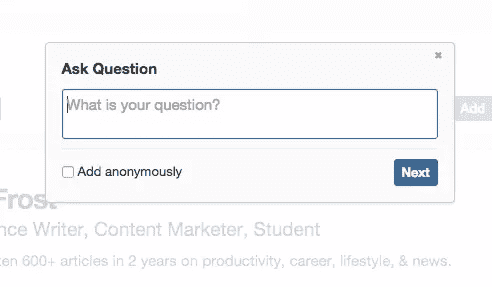 ×
Ask Question
What is your question?
Add
Add anonymously
Next
Frost
nce Writer, Content Marketer, Student
ten 600+ articles in 2 years on productivity, career, lifestyle, & news.